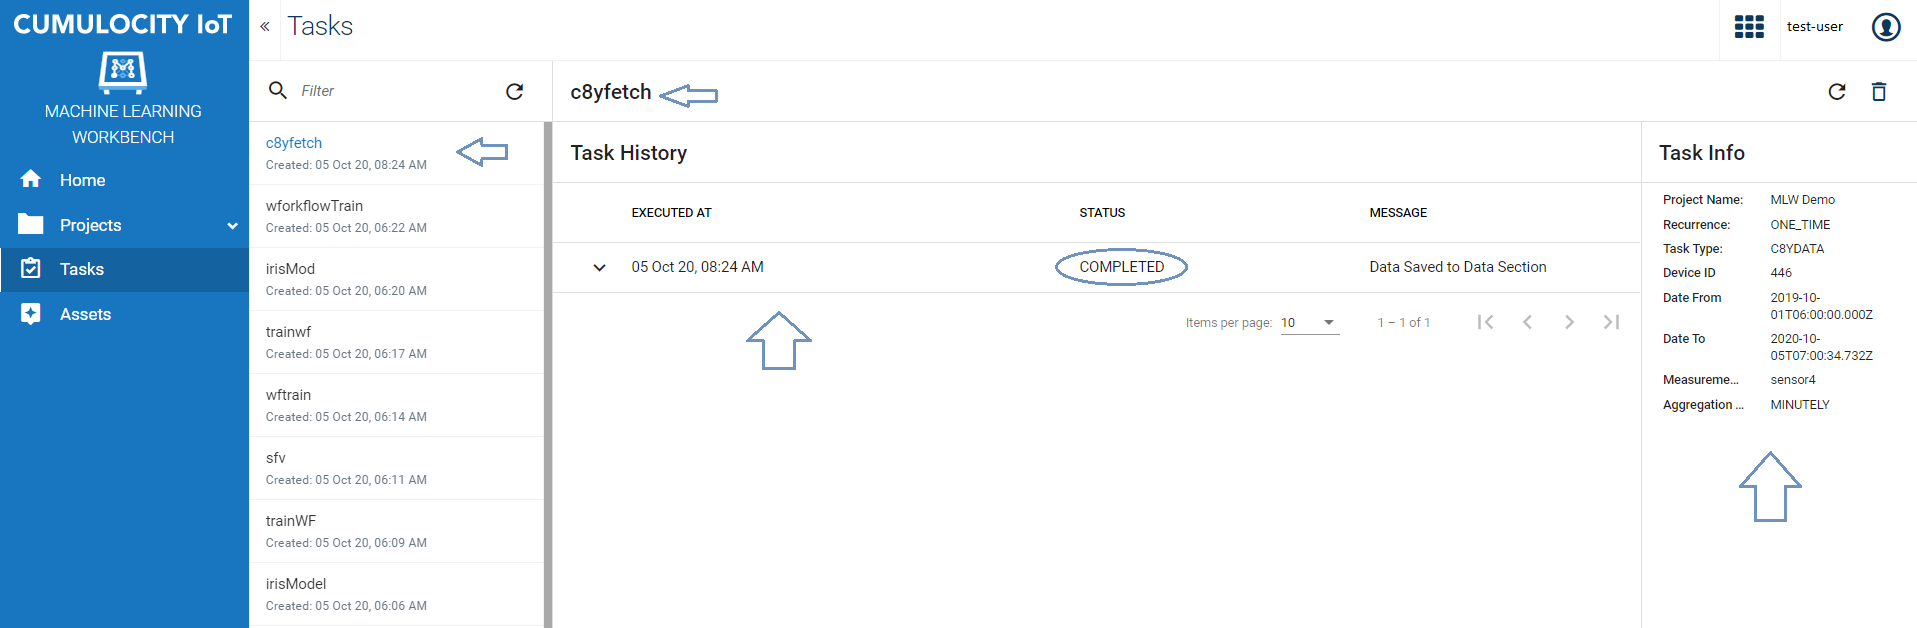 CUMULOCITY IoT
MACHINE LEARNING
WORKBENCH
Home
Projects
Tasks
Assets
« Tasks
test-user
Filter
c8yfetch
Created: 05 Oct 20, 08:24 AM
wforkflowTrain
Created: 05 Oct 20, 06:22 AM
irisMod
Created: 05 Oct 20, 06:20 AM
trainwf
Created: 05 Oct 20, 06:17 AM
wftrain
Created: 05 Oct 20, 06:14 AM
sfv
Created: 05 Oct 20, 06:11 AM
trainWF
Created: 05 Oct 20, 06:09 AM
irisModel
Created: 05 Oct 20, 06:06 AM
c8yfetch
Task History
EXECUTED AT STATUS MESSAGE
05 Oct 20, 08:24 AM COMPLETED Data Saved to Data Section
Items per page: 10 1 – 1 of 1
Task Info
Project Name: MLW Demo
Recurrence: ONE_TIME
Task Type: C8YDATA
Device ID 446
Date From 2019-10-
01T06:00:00.000Z
Date To 2020-10-
05T07:00:34.732Z
Measureme... sensor4
Aggregation ... MINUTELY